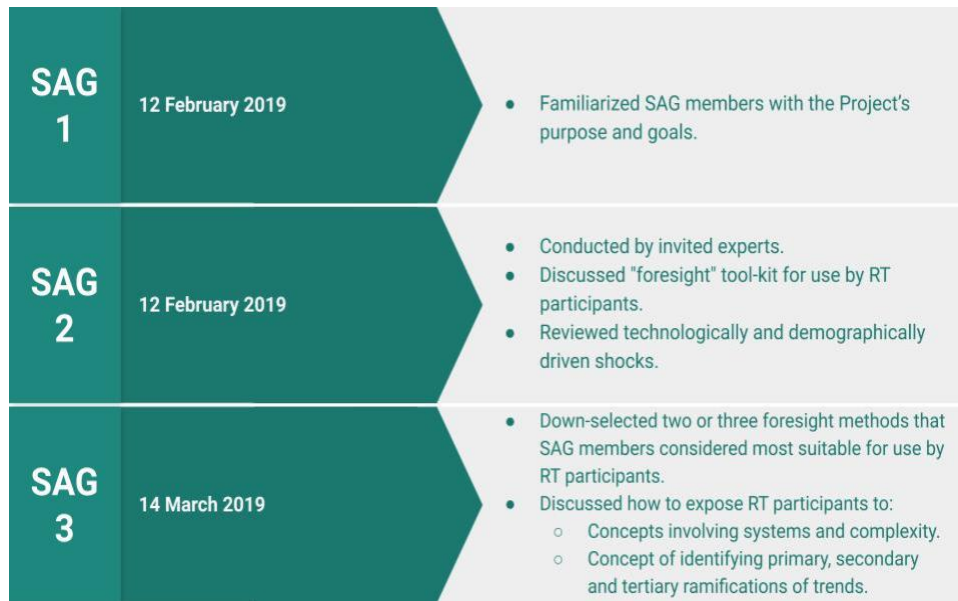 SAG
1
12 February 2019
● Familiarized SAG members with the Project's
purpose and goals.
SAG
2
12 February 2019
● Conducted by invited experts.
● Discussed "foresight" tool-kit for use by RT
participants.
● Reviewed technologically and demographically
driven shocks.
SAG
3
14 March 2019
● Down-selected two or three foresight methods that
SAG members considered most suitable for use by
RT participants.
● Discussed how to expose RT participants to:
○ Concepts involving systems and complexity.
○ Concept of identifying primary, secondary
and tertiary ramifications of trends.